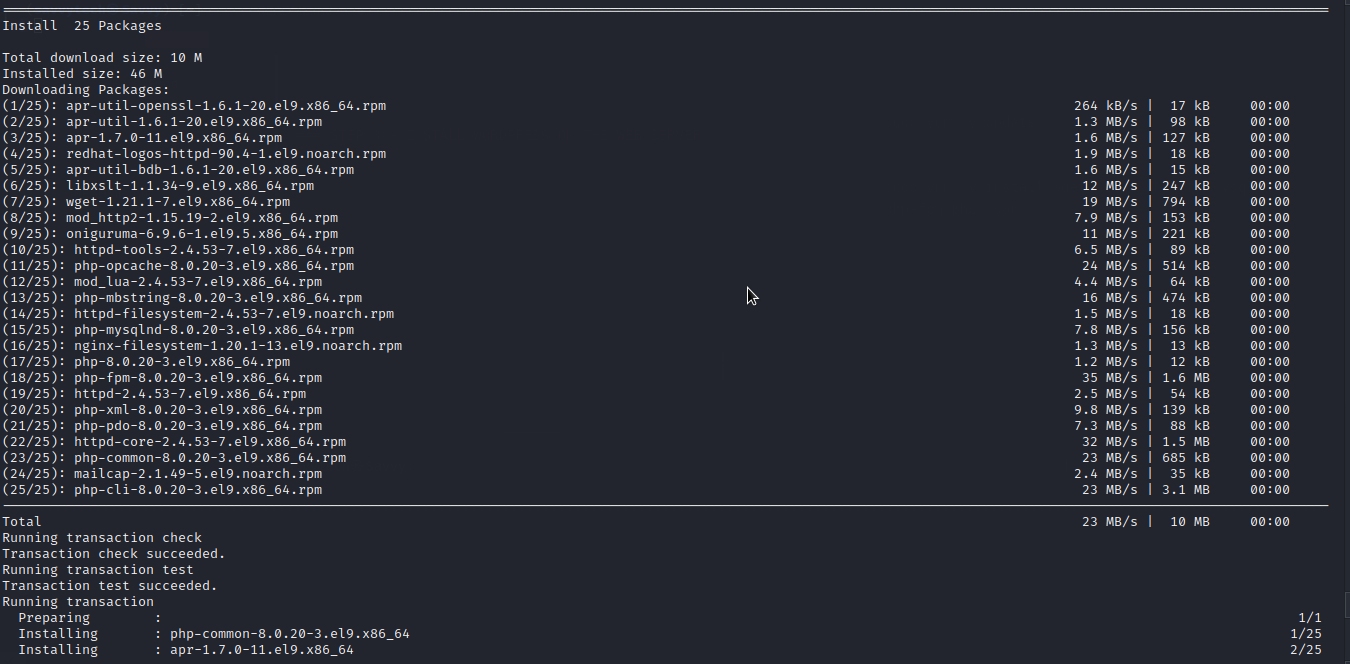 Install  25 Packages
Total download size: 10 M
Installed size: 46 M
Downloading Packages:
(1/25): apr-util-openssl-1.6.1-20.el9.x86_64.rpm 264 kB/s |  17 kB     00:00
(2/25): apr-util-1.6.1-20.el9.x86_64.rpm 1.3 MB/s |  98 kB     00:00
(3/25): apr-1.7.0-11.el9.x86_64.rpm 1.6 MB/s | 127 kB     00:00
(4/25): redhat-logos-httpd-90.4-1.el9.noarch.rpm 1.9 MB/s |  18 kB     00:00
(5/25): apr-util-bdb-1.6.1-20.el9.x86_64.rpm 1.6 MB/s |  15 kB     00:00
(6/25): libxslt-1.1.34-9.el9.x86_64.rpm 12 MB/s | 247 kB     00:00
(7/25): wget-1.21.1-7.el9.x86_64.rpm 19 MB/s | 794 kB     00:00
(8/25): mod_http2-1.15.19-2.el9.x86_64.rpm 7.9 MB/s | 153 kB     00:00
(9/25): oniguruma-6.9.6-1.el9.5.x86_64.rpm 11 MB/s | 221 kB     00:00
(10/25): httpd-tools-2.4.53-7.el9.x86_64.rpm 6.5 MB/s |  89 kB     00:00
(11/25): php-opcache-8.0.20-3.el9.x86_64.rpm 24 MB/s | 514 kB     00:00
(12/25): mod_lua-2.4.53-7.el9.x86_64.rpm 4.4 MB/s |  64 kB     00:00
(13/25): php-mbstring-8.0.20-3.el9.x86_64.rpm 16 MB/s | 474 kB     00:00
(14/25): httpd-filesystem-2.4.53-7.el9.noarch.rpm 1.5 MB/s |  18 kB     00:00
(15/25): php-mysqlnd-8.0.20-3.el9.x86_64.rpm 7.8 MB/s | 156 kB     00:00
(16/25): nginx-filesystem-1.20.1-13.el9.noarch.rpm 1.3 MB/s |  13 kB     00:00
(17/25): php-8.0.20-3.el9.x86_64.rpm 1.2 MB/s |  12 kB     00:00
(18/25): php-fpm-8.0.20-3.el9.x86_64.rpm 35 MB/s | 1.6 MB     00:00
(19/25): httpd-2.4.53-7.el9.x86_64.rpm 2.5 MB/s |  54 kB     00:00
(20/25): php-xml-8.0.20-3.el9.x86_64.rpm 9.8 MB/s | 139 kB     00:00
(21/25): php-pdo-8.0.20-3.el9.x86_64.rpm 7.3 MB/s |  88 kB     00:00
(22/25): httpd-core-2.4.53-7.el9.x86_64.rpm 32 MB/s | 1.5 MB     00:00
(23/25): php-common-8.0.20-3.el9.x86_64.rpm 23 MB/s | 685 kB     00:00
(24/25): mailcap-2.1.49-5.el9.noarch.rpm 2.4 MB/s |  35 kB     00:00
(25/25): php-cli-8.0.20-3.el9.x86_64.rpm 23 MB/s | 3.1 MB     00:00
Total 23 MB/s |  10 MB     00:00
Running transaction check
Transaction check succeeded.
Running transaction test
Transaction test succeeded.
Running transaction
  Preparing        : 1/1
  Installing       : php-common-8.0.20-3.el9.x86_64 1/25
  Installing       : apr-1.7.0-11.el9.x86_64 2/25